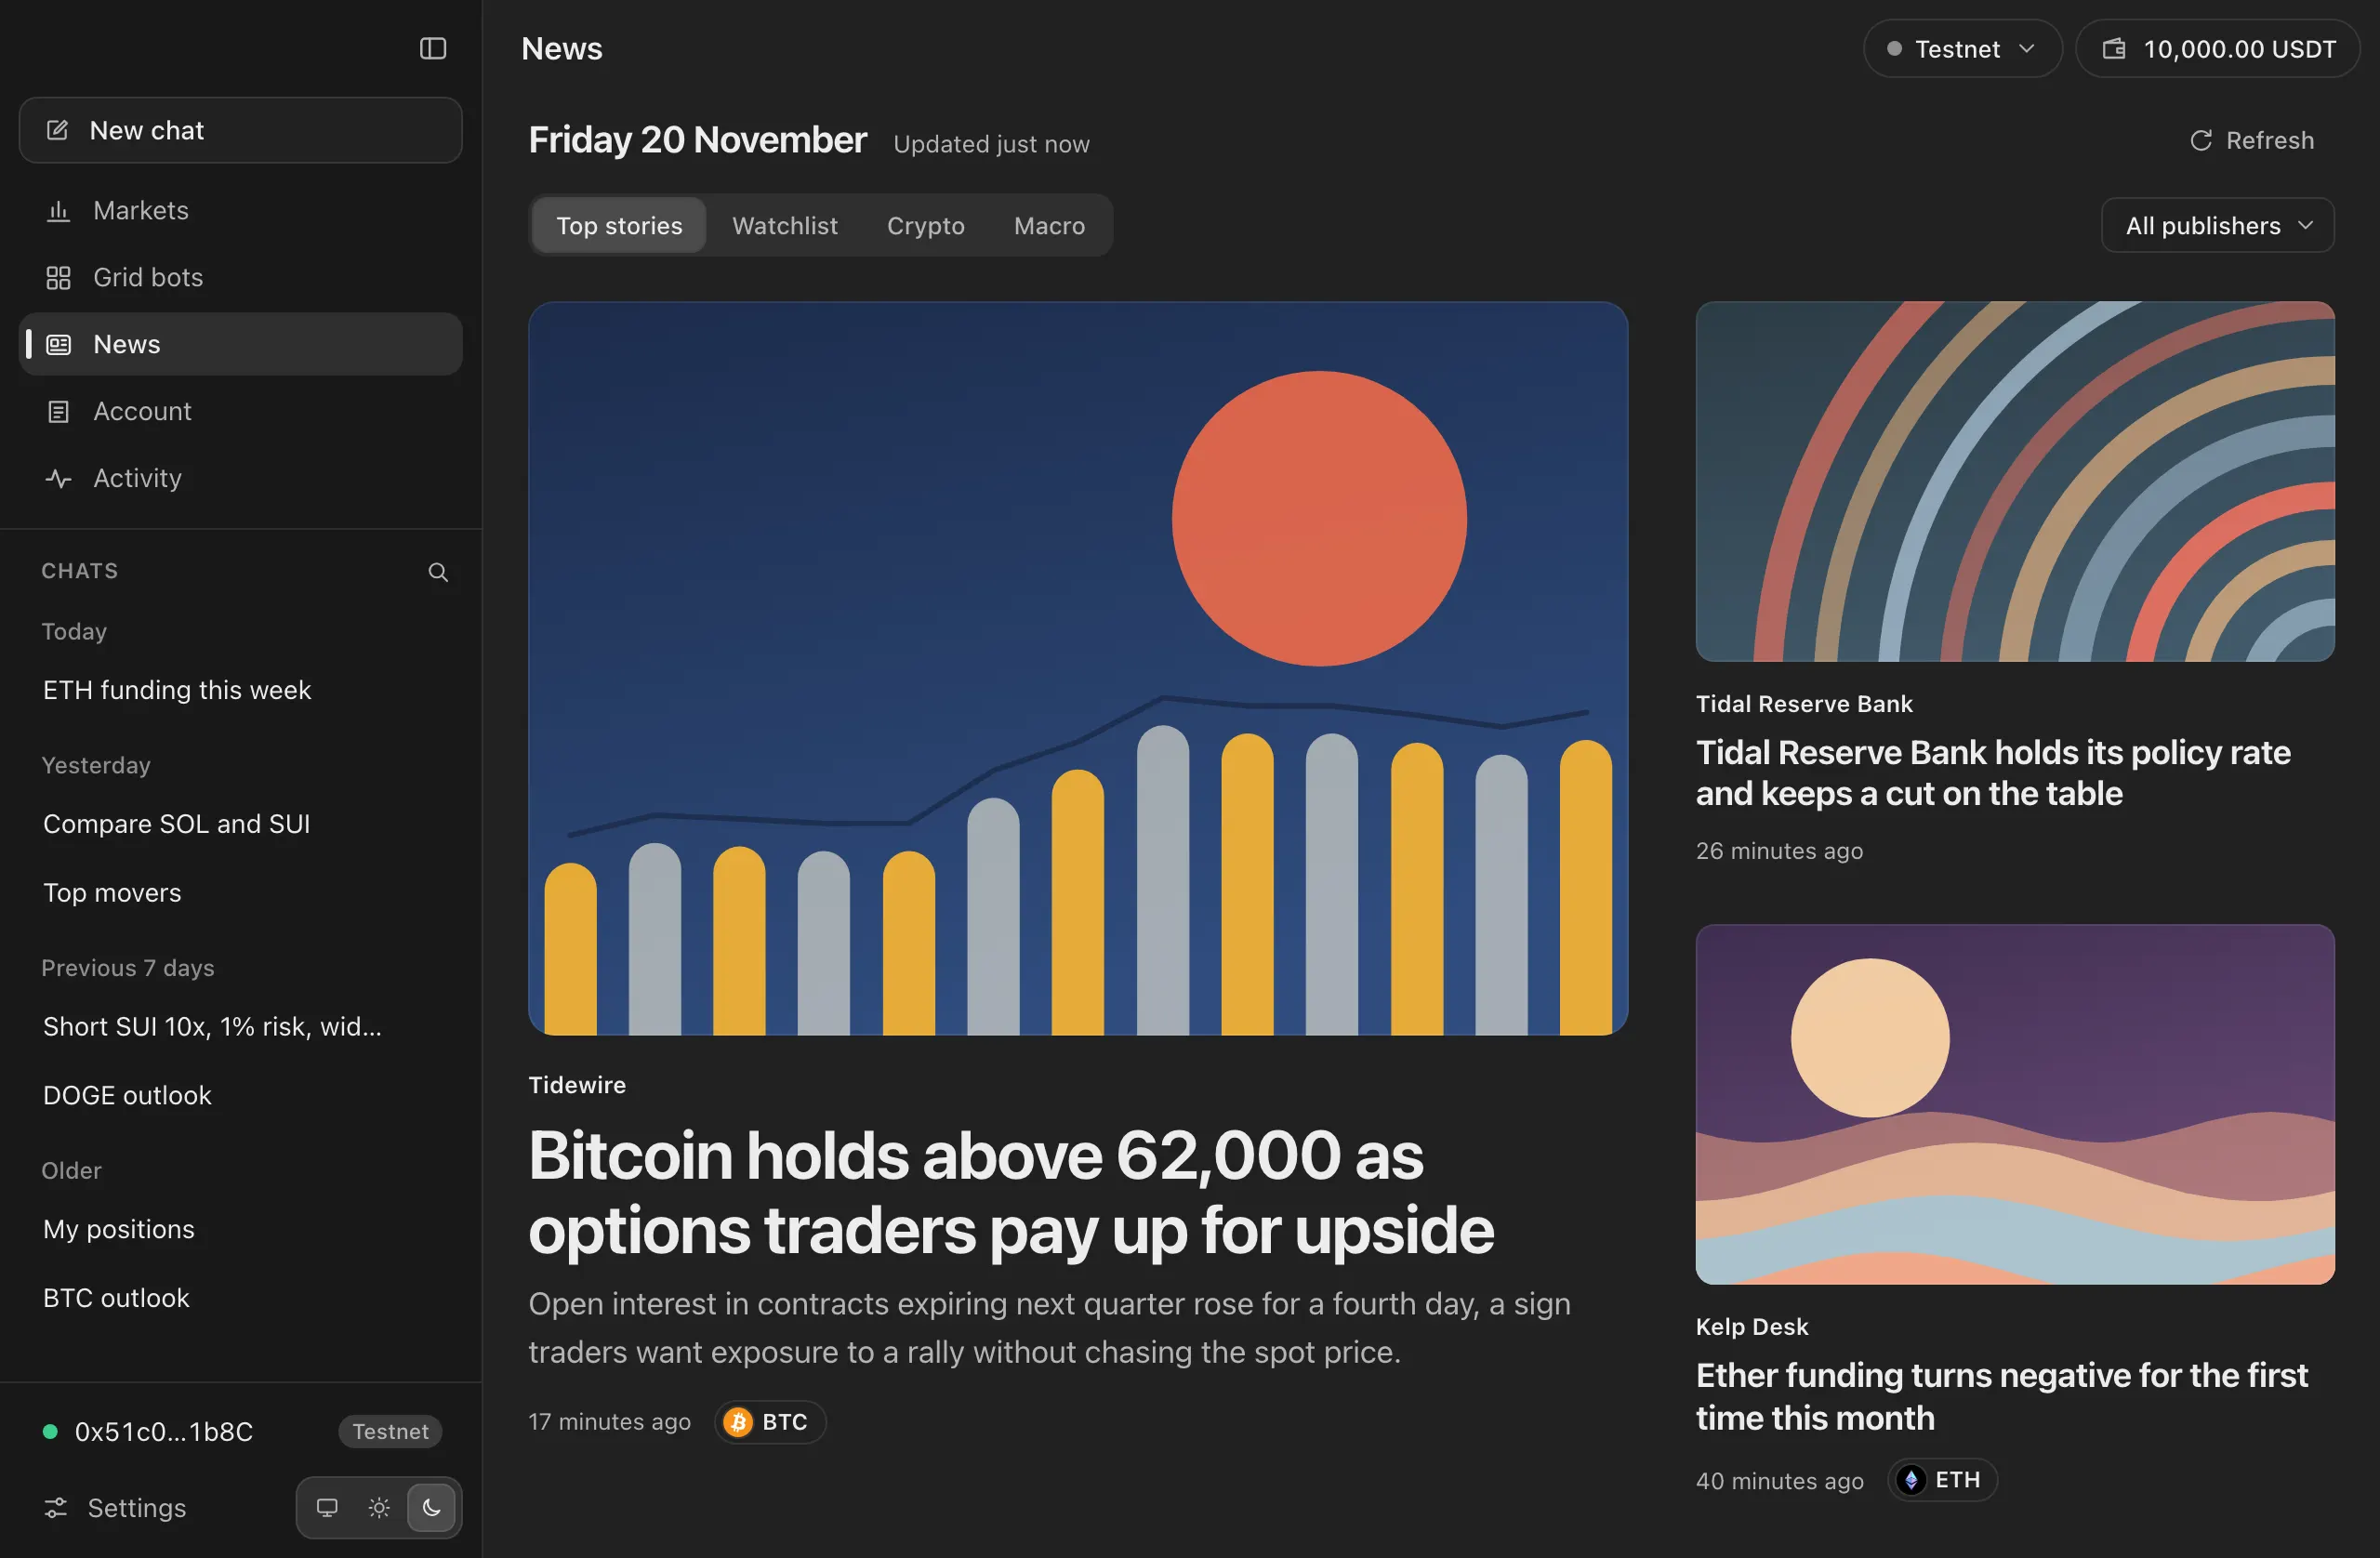 New chat
Markets
Grid bots
News
Account
Activity
CHATS
Today
ETH funding this week
Yesterday
Compare SOL and SUI
Top movers
Previous 7 days
Short SUI 10x, 1% risk, wid...
DOGE outlook
Older
My positions
BTC outlook
0x51c0...1b8C
Testnet
Settings
News
Testnet
10,000.00 USDT
Friday 20 November
Updated just now
Refresh
Top stories
Watchlist
Crypto
Macro
All publishers
Tidewire
Bitcoin holds above 62,000 as
options traders pay up for upside
Open interest in contracts expiring next quarter rose for a fourth day, a sign
traders want exposure to a rally without chasing the spot price.
17 minutes ago
BTC
Tidal Reserve Bank
Tidal Reserve Bank holds its policy rate
and keeps a cut on the table
26 minutes ago
Kelp Desk
Ether funding turns negative for the first
time this month
40 minutes ago
ETH